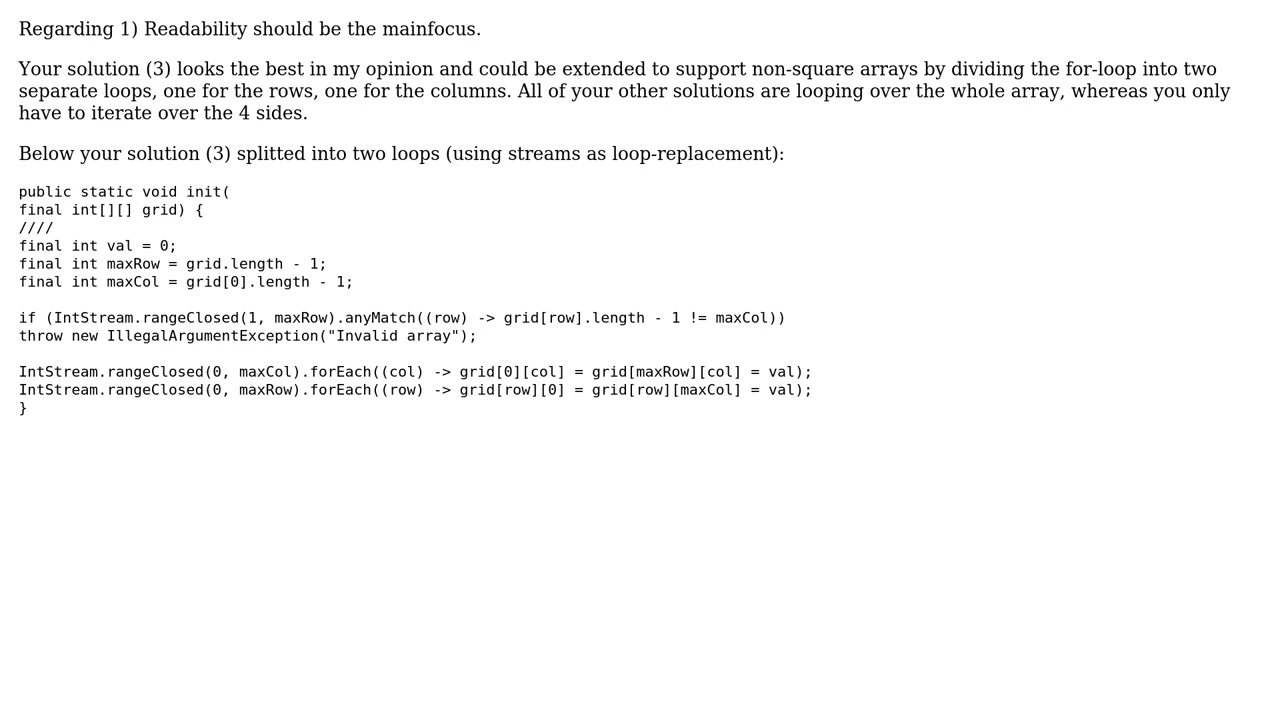 Regarding 1) Readability should be the mainfocus.
Your solution (3) looks the best in my opinion and could be extended to support non-square arrays by dividing the for-loop into two
separate loops, one for the rows, one for the columns. All of your other solutions are looping over the whole array, whereas you only
have to iterate over the 4 sides.
Below your solution (3) splitted into two loops (using streams as loop-replacement):
public static void init(
final int[][] grid) {
////
final int val = 0;
final int maxRow = grid.length - 1;
final int maxCol = grid[0].length - 1;
if (IntStream.rangeClosed(1, maxRow).anyMatch((row) -> grid[row].length - 1 != maxCol))
throw new IllegalArgumentException("Invalid array");
IntStream.rangeClosed(0, maxCol).forEach((col) -> grid[0][col] = grid[maxRow][col] = val);
IntStream.rangeClosed(0, maxRow).forEach((row) -> grid[row][0] = grid[row][maxCol] = val);
}